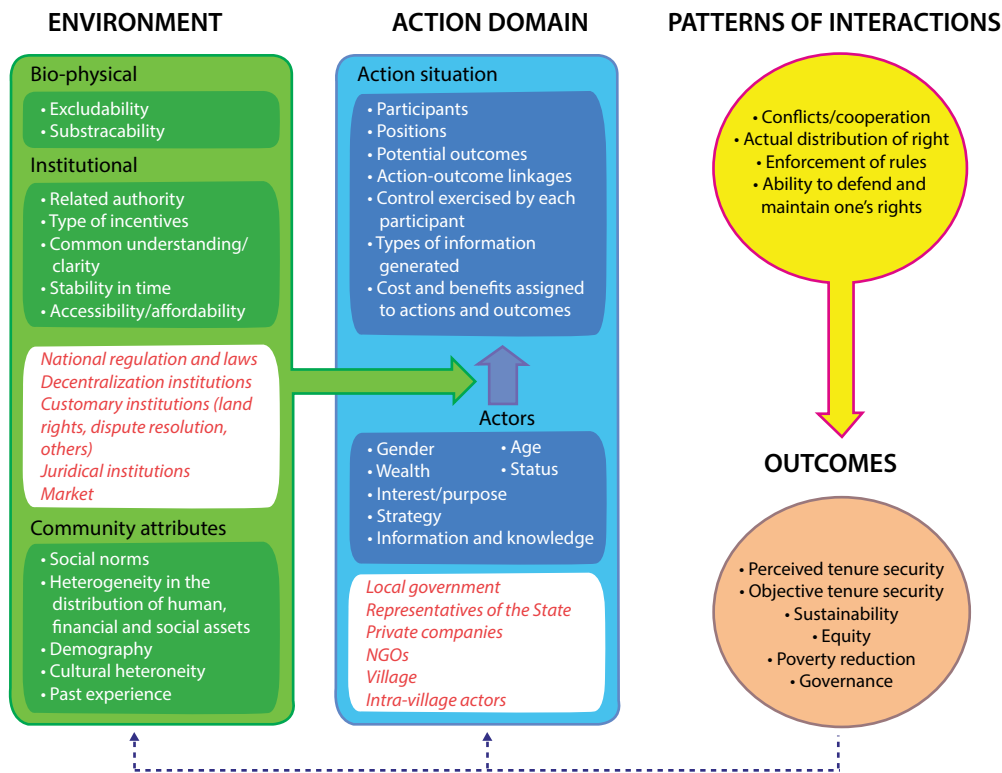 ENVIRONMENT
Bio-physical
• Excludability
• Substracability
Institutional
• Related authority
• Type of incentives
• Common understanding/
clarity
• Stability in time
• Accessibility/affordability
National regulation and laws
Decentralization institutions
Customary institutions (land
rights, dispute resolution,
others)
Juridical institutions
Market
Community attributes
• Social norms
• Heterogeneity in the
distribution of human,
financial and social assets
• Demography
• Cultural heteroneity
• Past experience
ACTION DOMAIN
Action situation
• Participants
• Positions
• Potential outcomes
• Action-outcome linkages
• Control exercised by each
participant
• Types of information
generated
• Cost and benefits assigned
to actions and outcomes
Actors
• Gender
• Wealth
• Interest/purpose
• Strategy
• Information and knowledge
• Age
• Status
Local government
Representatives of the State
Private companies
NGOs
Village
Intra-village actors
PATTERNS OF INTERACTIONS
• Conflicts/cooperation
• Actual distribution of right
• Enforcement of rules
• Ability to defend and
maintain one's rights
OUTCOMES
• Perceived tenure security
• Objective tenure security
• Sustainability
• Equity
• Poverty reduction
• Governance